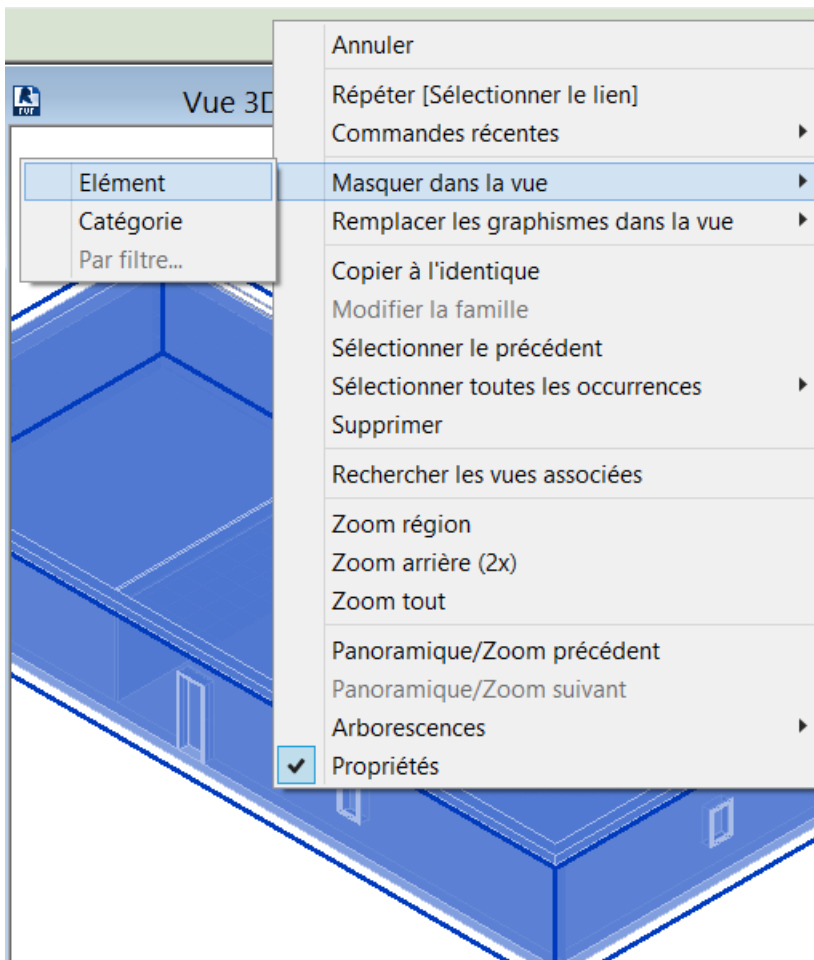 Annuler
Vue 3D
Répéter [Sélectionner le lien]
Commandes récentes
Masquer dans la vue
Elément
Catégorie
Par filtre...
Remplacer les graphismes dans la vue
Copier à l'identique
Modifier la famille
Sélectionner le précédent
Sélectionner toutes les occurrences
Supprimer
Rechercher les vues associées
Zoom région
Zoom arrière (2x)
Zoom tout
Panoramique/Zoom précédent
Panoramique/Zoom suivant
Arborescences
Propriétés